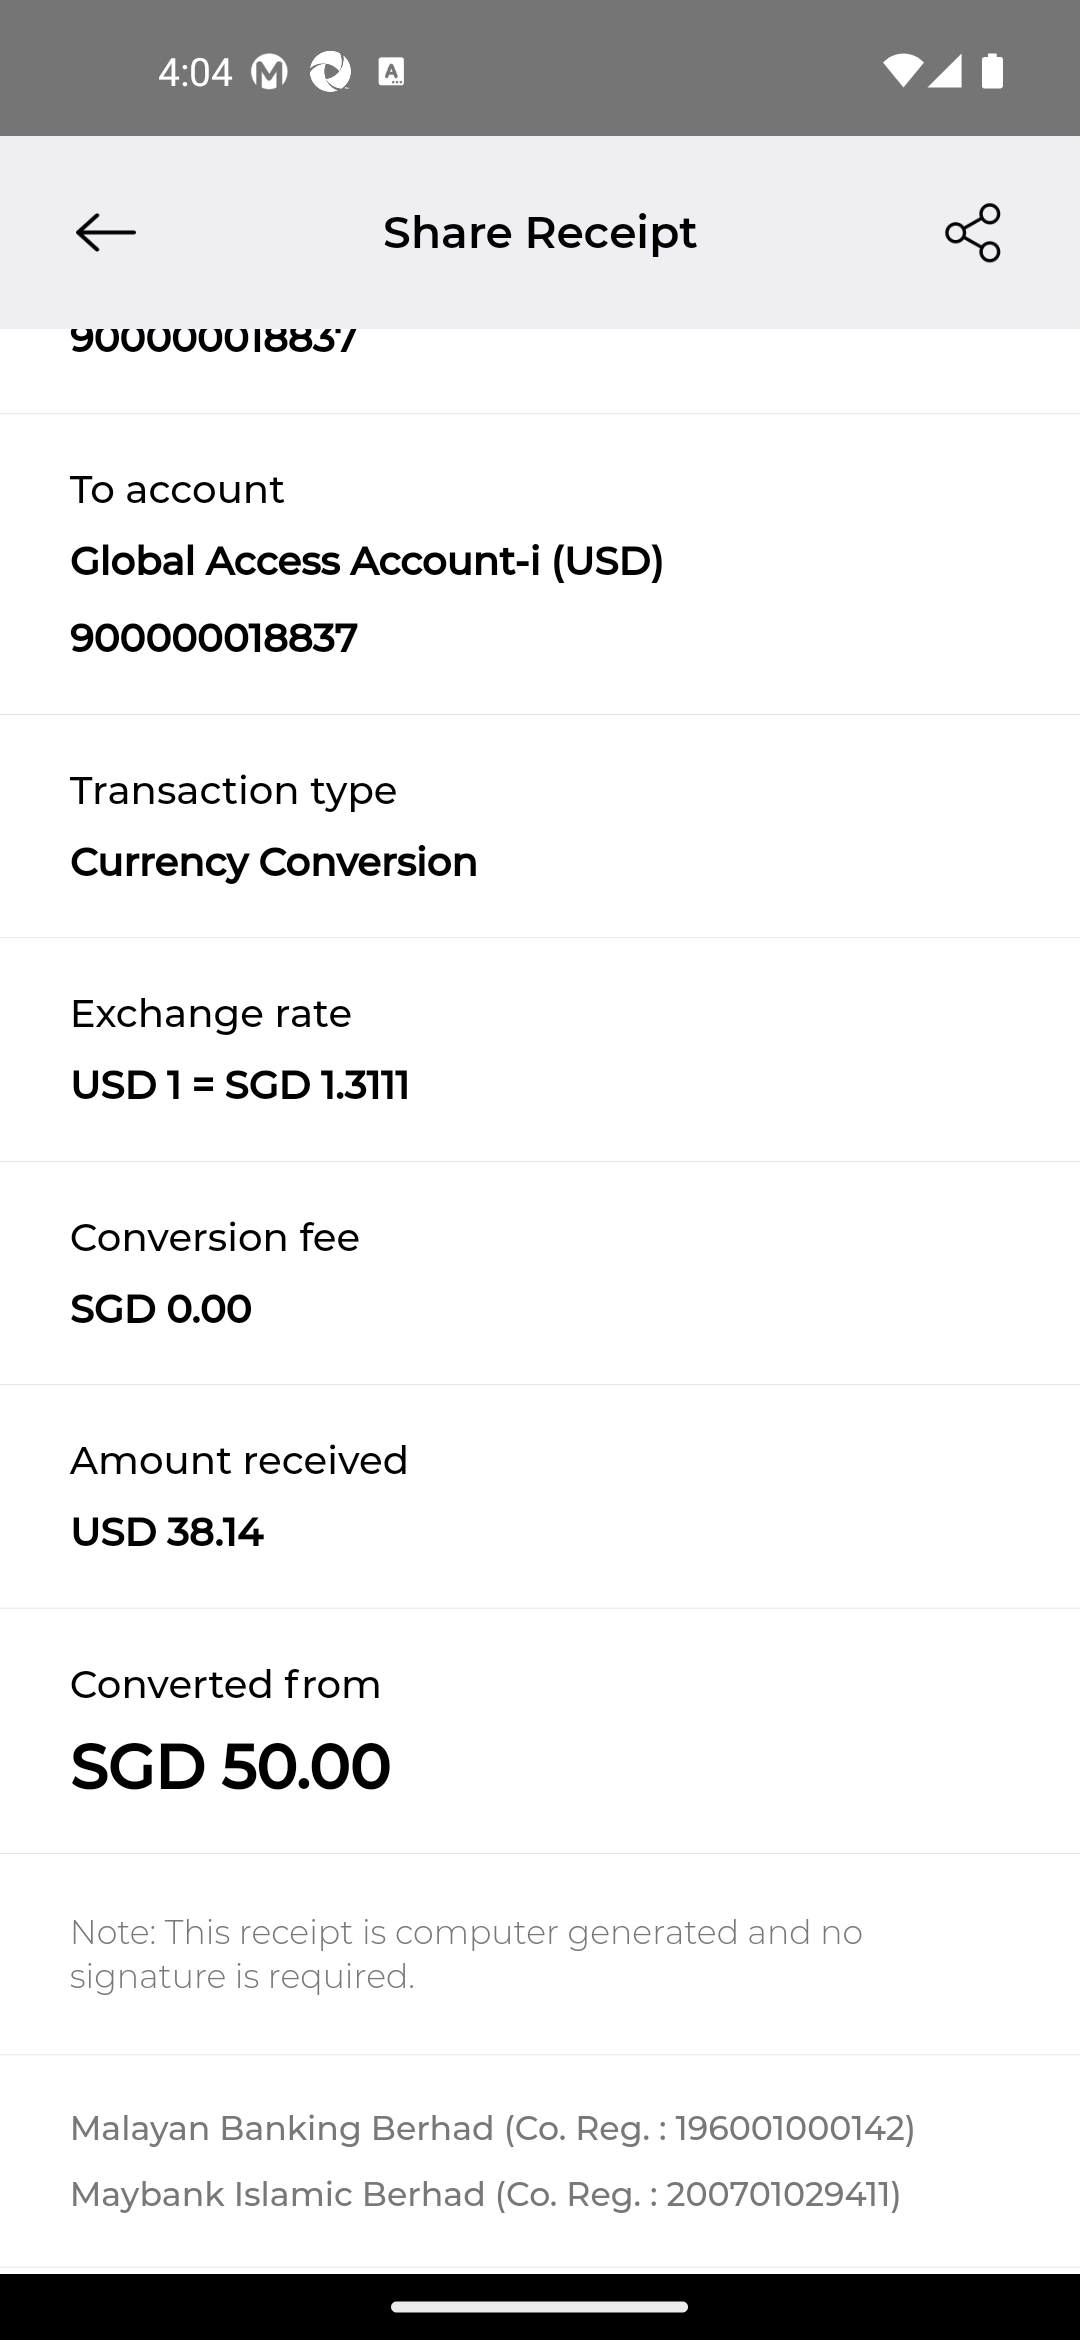 4:04
Share Receipt
900000018837
To account
Global Access Account-i (USD)
900000018837
Transaction type
Currency Conversion
Exchange rate
USD 1 = SGD 1.3111
Conversion fee
SGD 0.00
Amount received
USD 38.14
Converted from
SGD 50.00
Note: This receipt is computer generated and no
signature is required.
Malayan Banking Berhad (Co. Reg. : 196001000142)
Maybank Islamic Berhad (Co. Reg. : 200701029411)